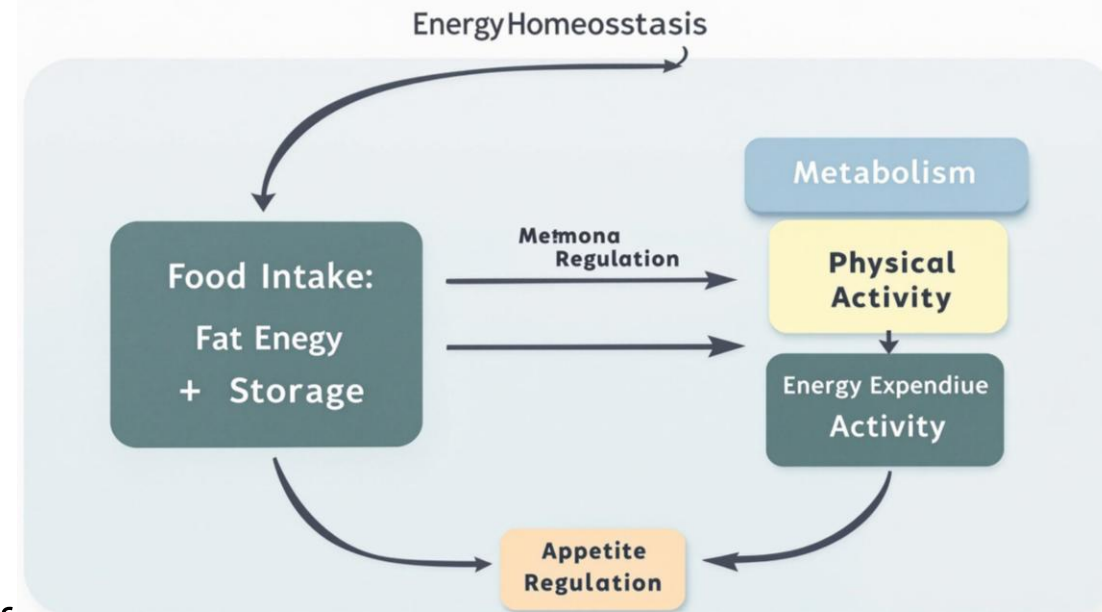 EnergyHomeosstasis
Metabolism
Metmona
Regulation
Physical
Activity
Food Intake:
Fat Enegy
+ Storage
Energy Expendiue
Activity
Appetite
Regulation